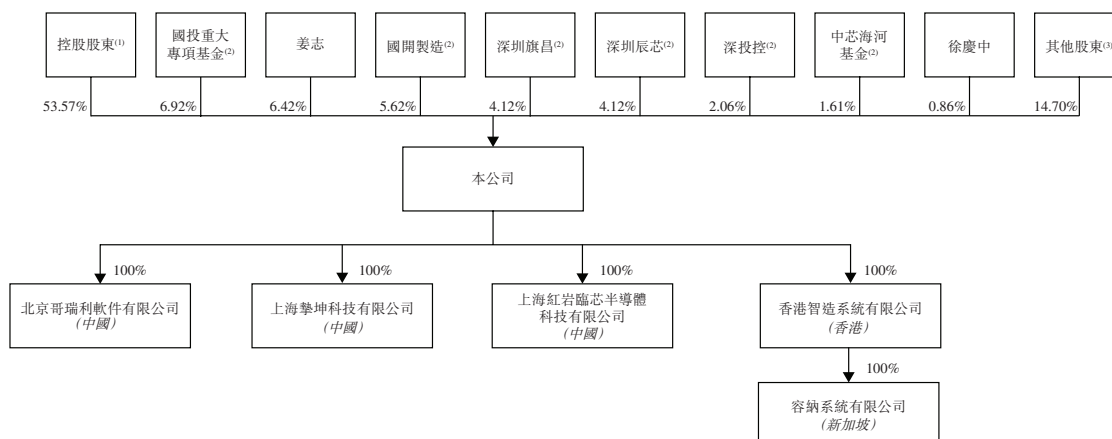 控股股東(1)
國投重大
專項基金(2)
姜志
國開製造(2)
深圳旗昌(2)
深圳辰芯(2)
深投控(2)
中芯海河
基金(2)
徐慶中
其他股東(3)
53.57%
6.92%
6.42%
5.62%
4.12%
4.12%
2.06%
1.61%
0.86%
14.70%
本公司
100%
100%
100%
100%
北京哥瑞利軟件有限公司
(中國)
上海摯坤科技有限公司
(中國)
上海紅岩臨芯半導體
科技有限公司
(中國)
香港智造系統有限公司
(香港)
100%
容納系統有限公司
(新加坡)